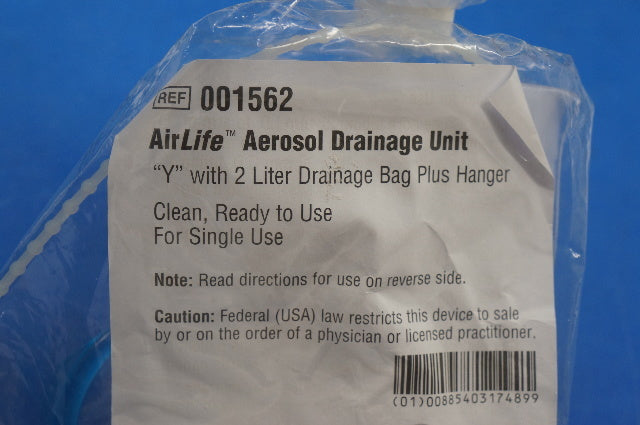 REF 001562
AirLife™ Aerosol Drainage Unit
“Y” with 2 Liter Drainage Bag Plus Hanger
Clean, Ready to Use
For Single Use
Note: Read directions for use on reverse side.
Caution: Federal (USA) law restricts this device to sale
by or on the order of a physician or licensed practitioner.
(01)00885403174899